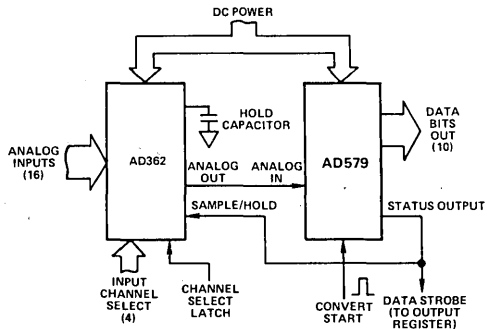 DC POWER
HOLD
CAPACITOR
AD362
AD579
DATA
BITS
OUT
(10)
ANALOG
INPUTS
(16)
ANALOG
OUT
ANALOG
IN
SAMPLE/HOLD
STATUS OUTPUT
INPUT
CHANNEL
SELECT
(4)
CHANNEL
SELECT
LATCH
CONVERT
START
DATA STROBE
(TO OUTPUT
REGISTER)